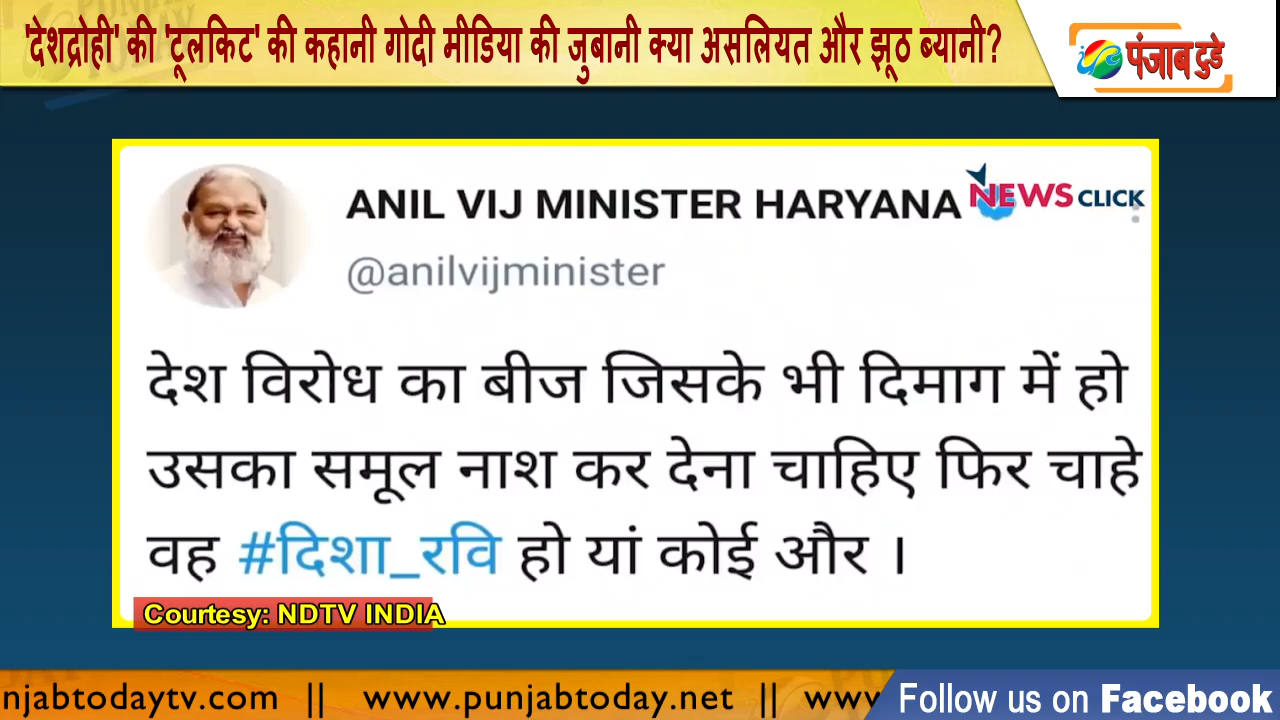 'देशद्रोही' की 'टूलकिट' की कहानी गोदी मीडिया की जुबानी क्या असलियत और झूठ ब्यानी?
पंजाब टुडे
ANIL VIJ MINISTER HARYANA
NEWS CLICK
@anilvijminister
देश विरोध का बीज जिसके भी दिमाग में हो
उसका समूल नाश कर देना चाहिए फिर चाहे
वह #दिशा_रवि हो यां कोई और ।
Courtesy: NDTV INDIA
njabtodaytv.com || www.punjabtoday.net || www
Follow us on Facebook